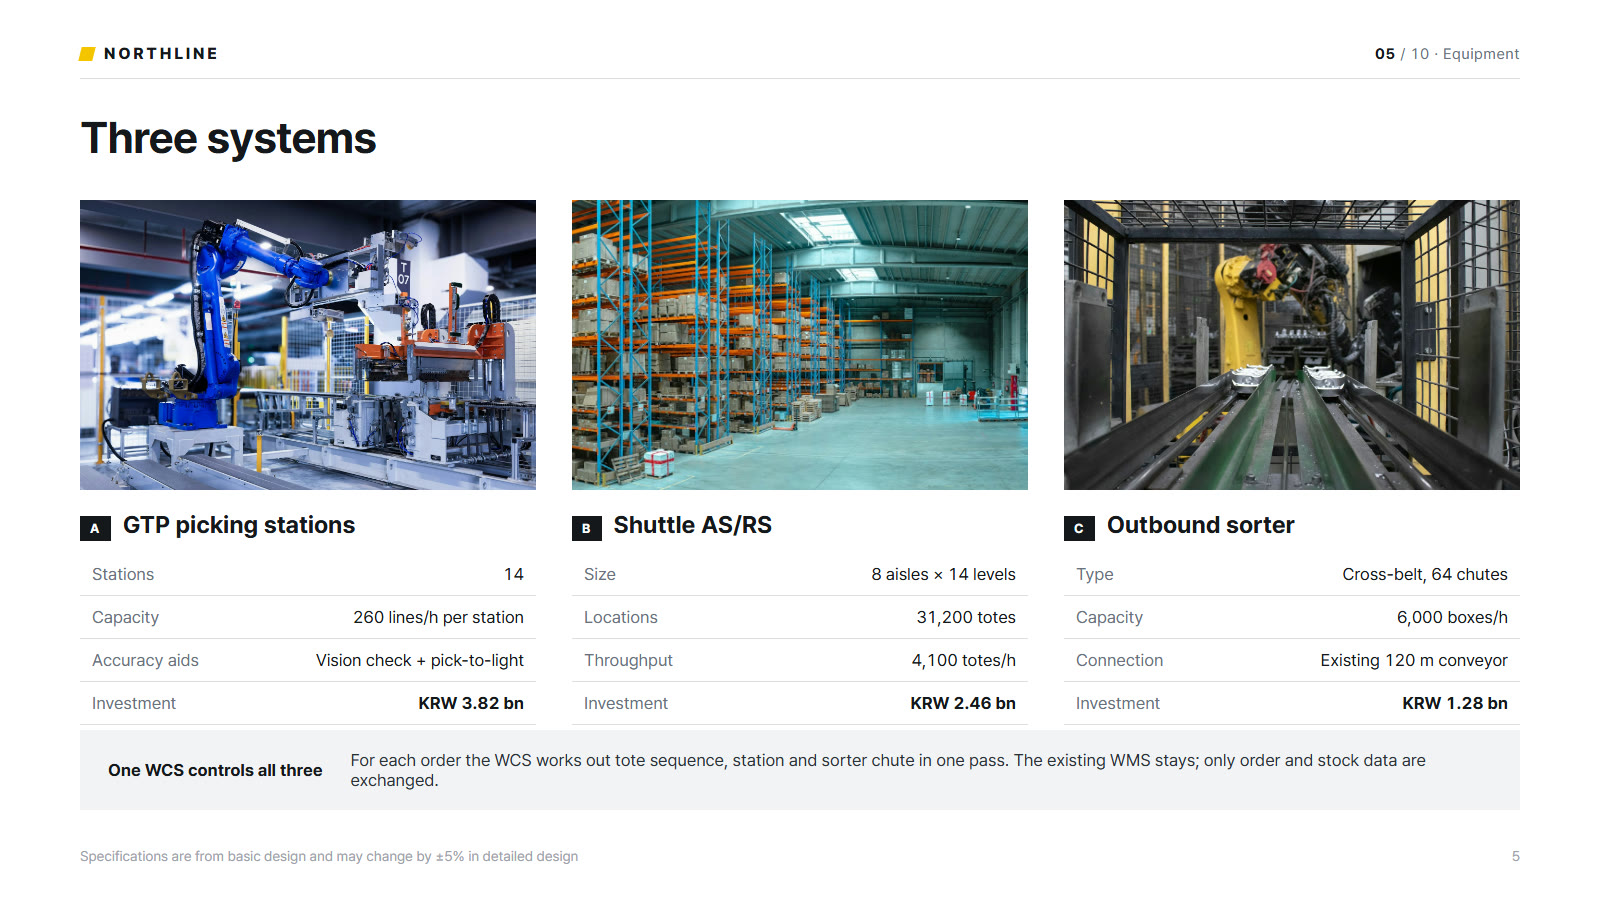 NORTHLINE
05 / 10 · Equipment
Three systems
T
07
A GTP picking stations
Stations 14
Capacity 260 lines/h per station
Accuracy aids Vision check + pick-to-light
Investment KRW 3.82 bn
B Shuttle AS/RS
Size 8 aisles × 14 levels
Locations 31,200 totes
Throughput 4,100 totes/h
Investment KRW 2.46 bn
C Outbound sorter
Type Cross-belt, 64 chutes
Capacity 6,000 boxes/h
Connection Existing 120 m conveyor
Investment KRW 1.28 bn
One WCS controls all three
For each order the WCS works out tote sequence, station and sorter chute in one pass. The existing WMS stays; only order and stock data are
exchanged.
Specifications are from basic design and may change by ±5% in detailed design
5